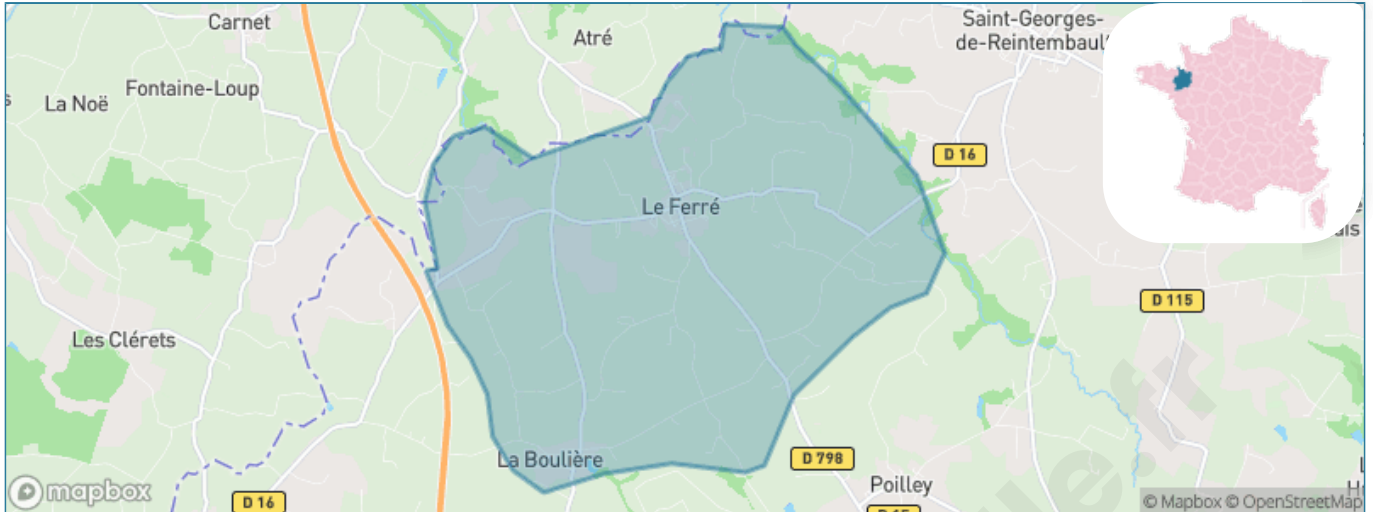 Carnet
Saint-Georges-
de-Reintembault
Atré
Fontaine-Loup
La Noë
D 16
Le Ferré
D 115
Les Clérets
La Boulière
D 798
Poilley
mapbox
D 16
© Mapbox © OpenStreetMap